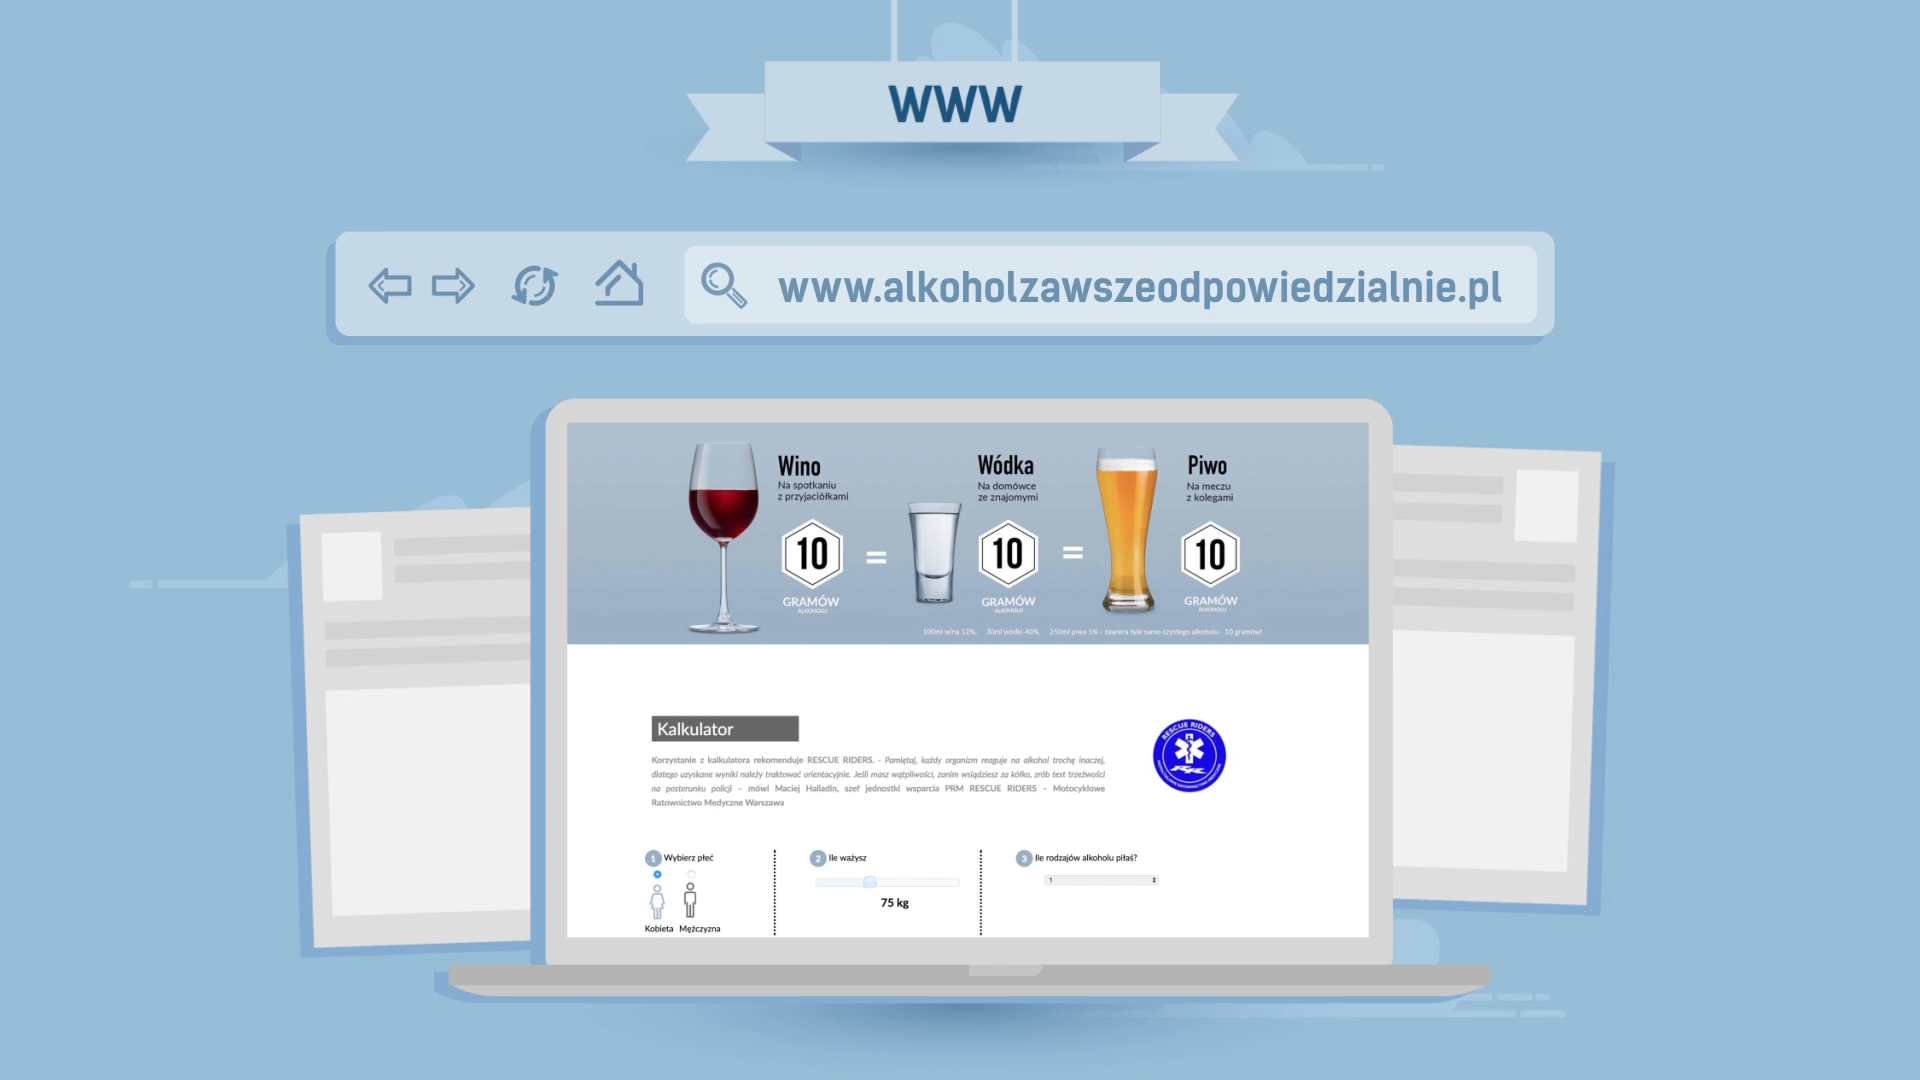 WWW
www.alkoholzawszeodpowiedzialnie.pl
Wino
Na spotkaniu
z przyjaciółkami
10
GRAMÓW
ALKOHOLU
=
Wódka
Na domówce
ze znajomymi
10
GRAMÓW
ALKOHOLU
=
Piwo
Na meczu
z kolegami
10
GRAMÓW
ALKOHOLU
100ml wina 12%, 30ml wódki 40%, 250ml piwa 5% - zawiera tyle samo czystego alkoholu - 10 gramów!
Kalkulator
Korzystanie z kalkulatora rekomenduje RESCUE RIDERS. - Pamiętaj, każdy organizm reaguje na alkohol trochę inaczej,
dlatego uzyskane wyniki należy traktować orientacyjnie. Jeśli masz wątpliwości, zanim wsiądziesz za kółko, zrób test trzeźwości
na posterunku policji – mówi Maciej Halladin, szef jednostki wsparcia PRM RESCUE RIDERS – Motocyklowe
Ratownictwo Medyczne Warszawa
RESCUE RIDERS
1 Wybierz płeć
Kobieta Mężczyzna
2 Ile ważysz
75 kg
3 Ile rodzajów alkoholu piłaś?
1